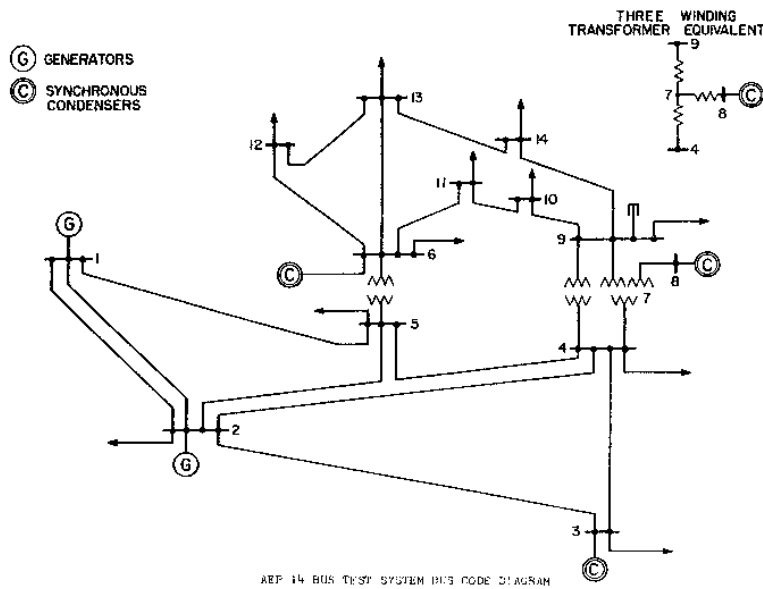 THREE WINDING
TRANSFORMER EQUIVALENT
9
7
C
8
4
G GENERATORS
C SYNCHRONOUS
CONDENSERS
13
12
14
11
10
G
1
9
6
C
8
C
7
5
4
2
G
3
C
AEP 14 BUS TEST SYSTEM BUS CODE DIAGRAM